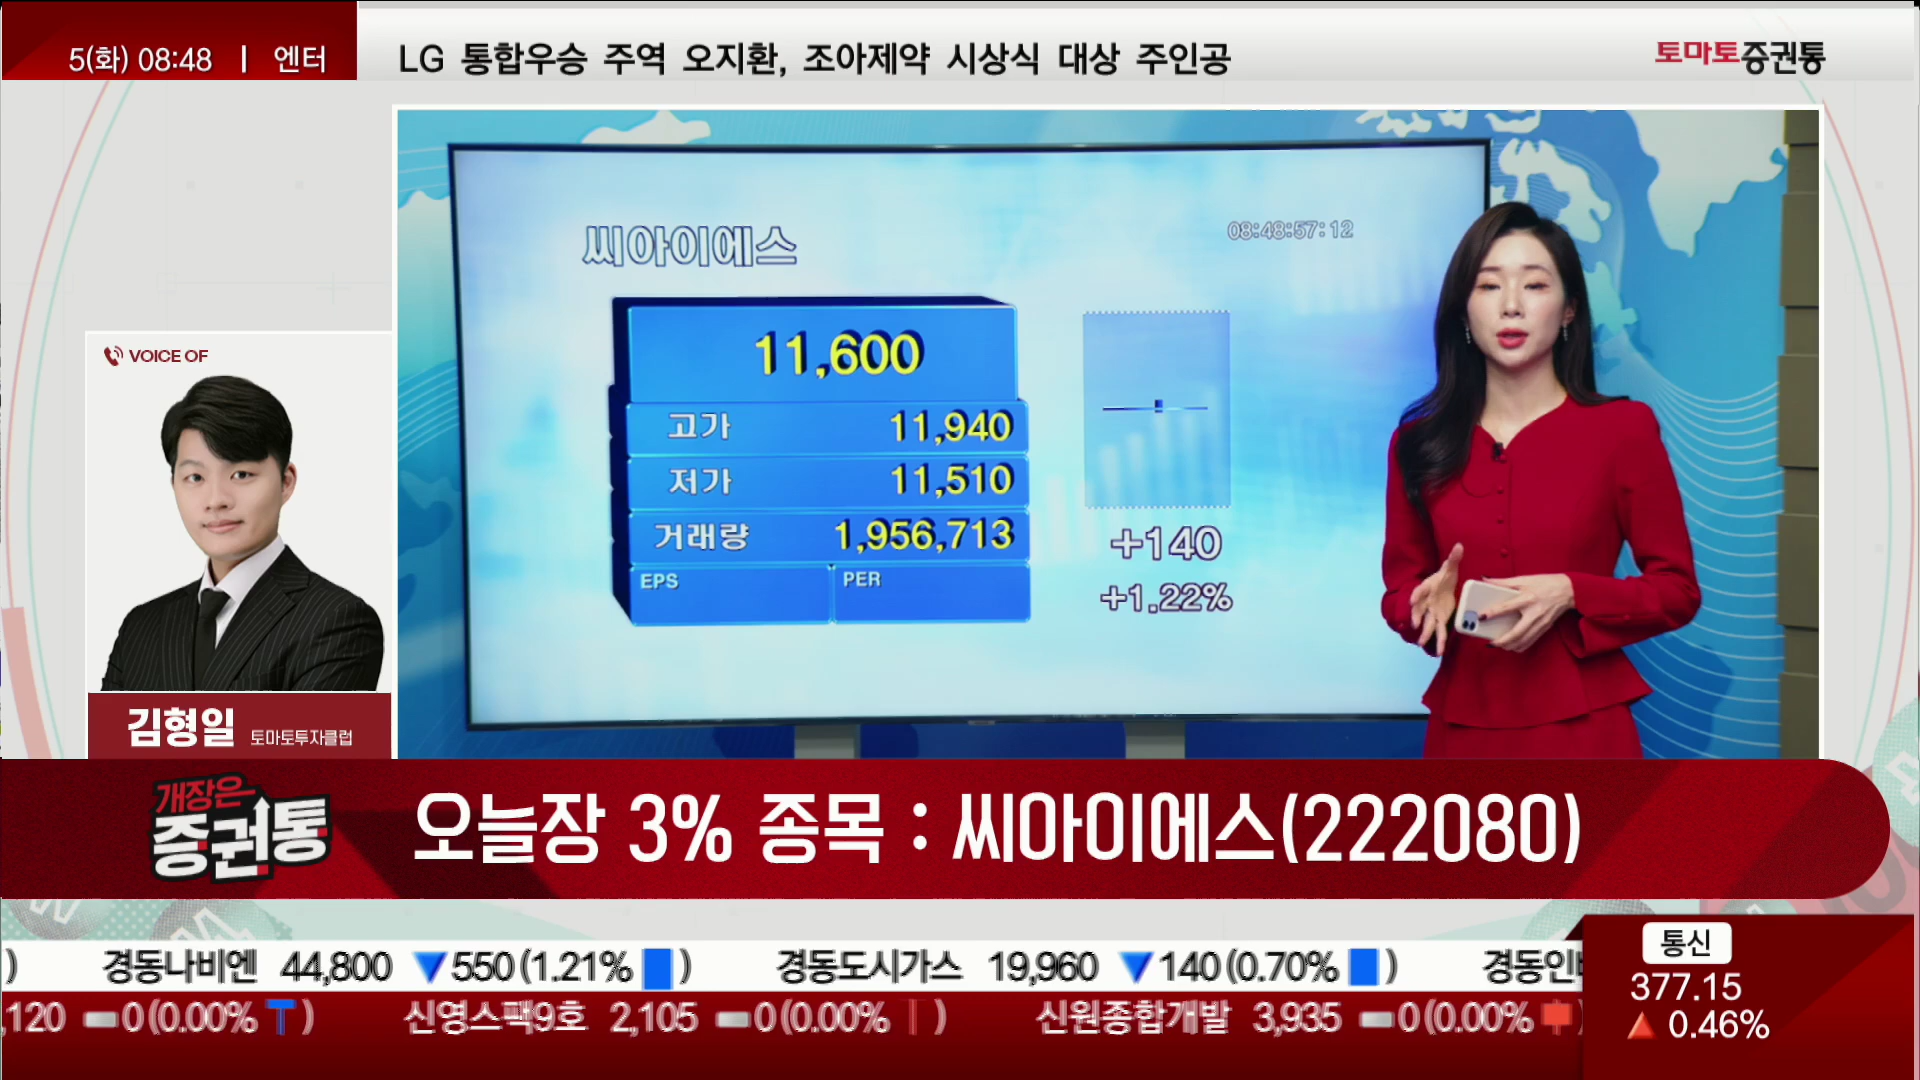 5(화) 08:48 | 엔터
LG 통합우승 주역 오지환, 조아제약 시상식 대상 주인공
토마토증권통
씨아이에스
08:48:57:12
11,600
고가 11,940
저가 11,510
거래량 1,956,713
EPS
PER
+140
+1.22%
VOICE OF
김형일 토마토투자클럽
개장은
증권통
오늘장 3% 종목 : 씨아이에스(222080)
) 경동나비엔 44,800 ▼550(1.21% ) 경동도시가스 19,960 ▼140(0.70% ) 경동인
,120 0(0.00% ) 신영스팩9호 2,105 0(0.00% ) 신원종합개발 3,935 0(0.00% )
통신
377.15
▲ 0.46%